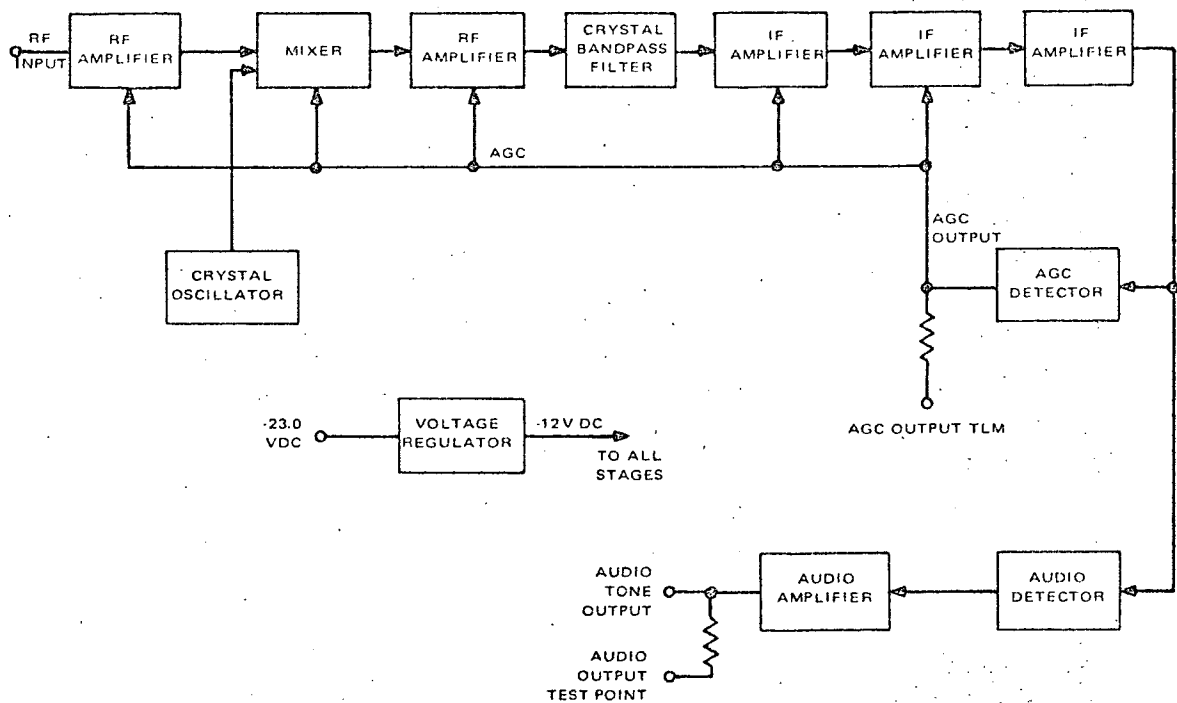 RF
INPUT
RF
AMPLIFIER
MIXER
RF
AMPLIFIER
CRYSTAL
BANDPASS
FILTER
IF
AMPLIFIER
IF
AMPLIFIER
IF
AMPLIFIER
AGC
AGC
OUTPUT
CRYSTAL
OSCILLATOR
AGC
DETECTOR
-23.0
VDC
VOLTAGE
REGULATOR
-12V DC
TO ALL
STAGES
AGC OUTPUT TLM
AUDIO
TONE
OUTPUT
AUDIO
AMPLIFIER
AUDIO
DETECTOR
AUDIO
OUTPUT
TEST POINT